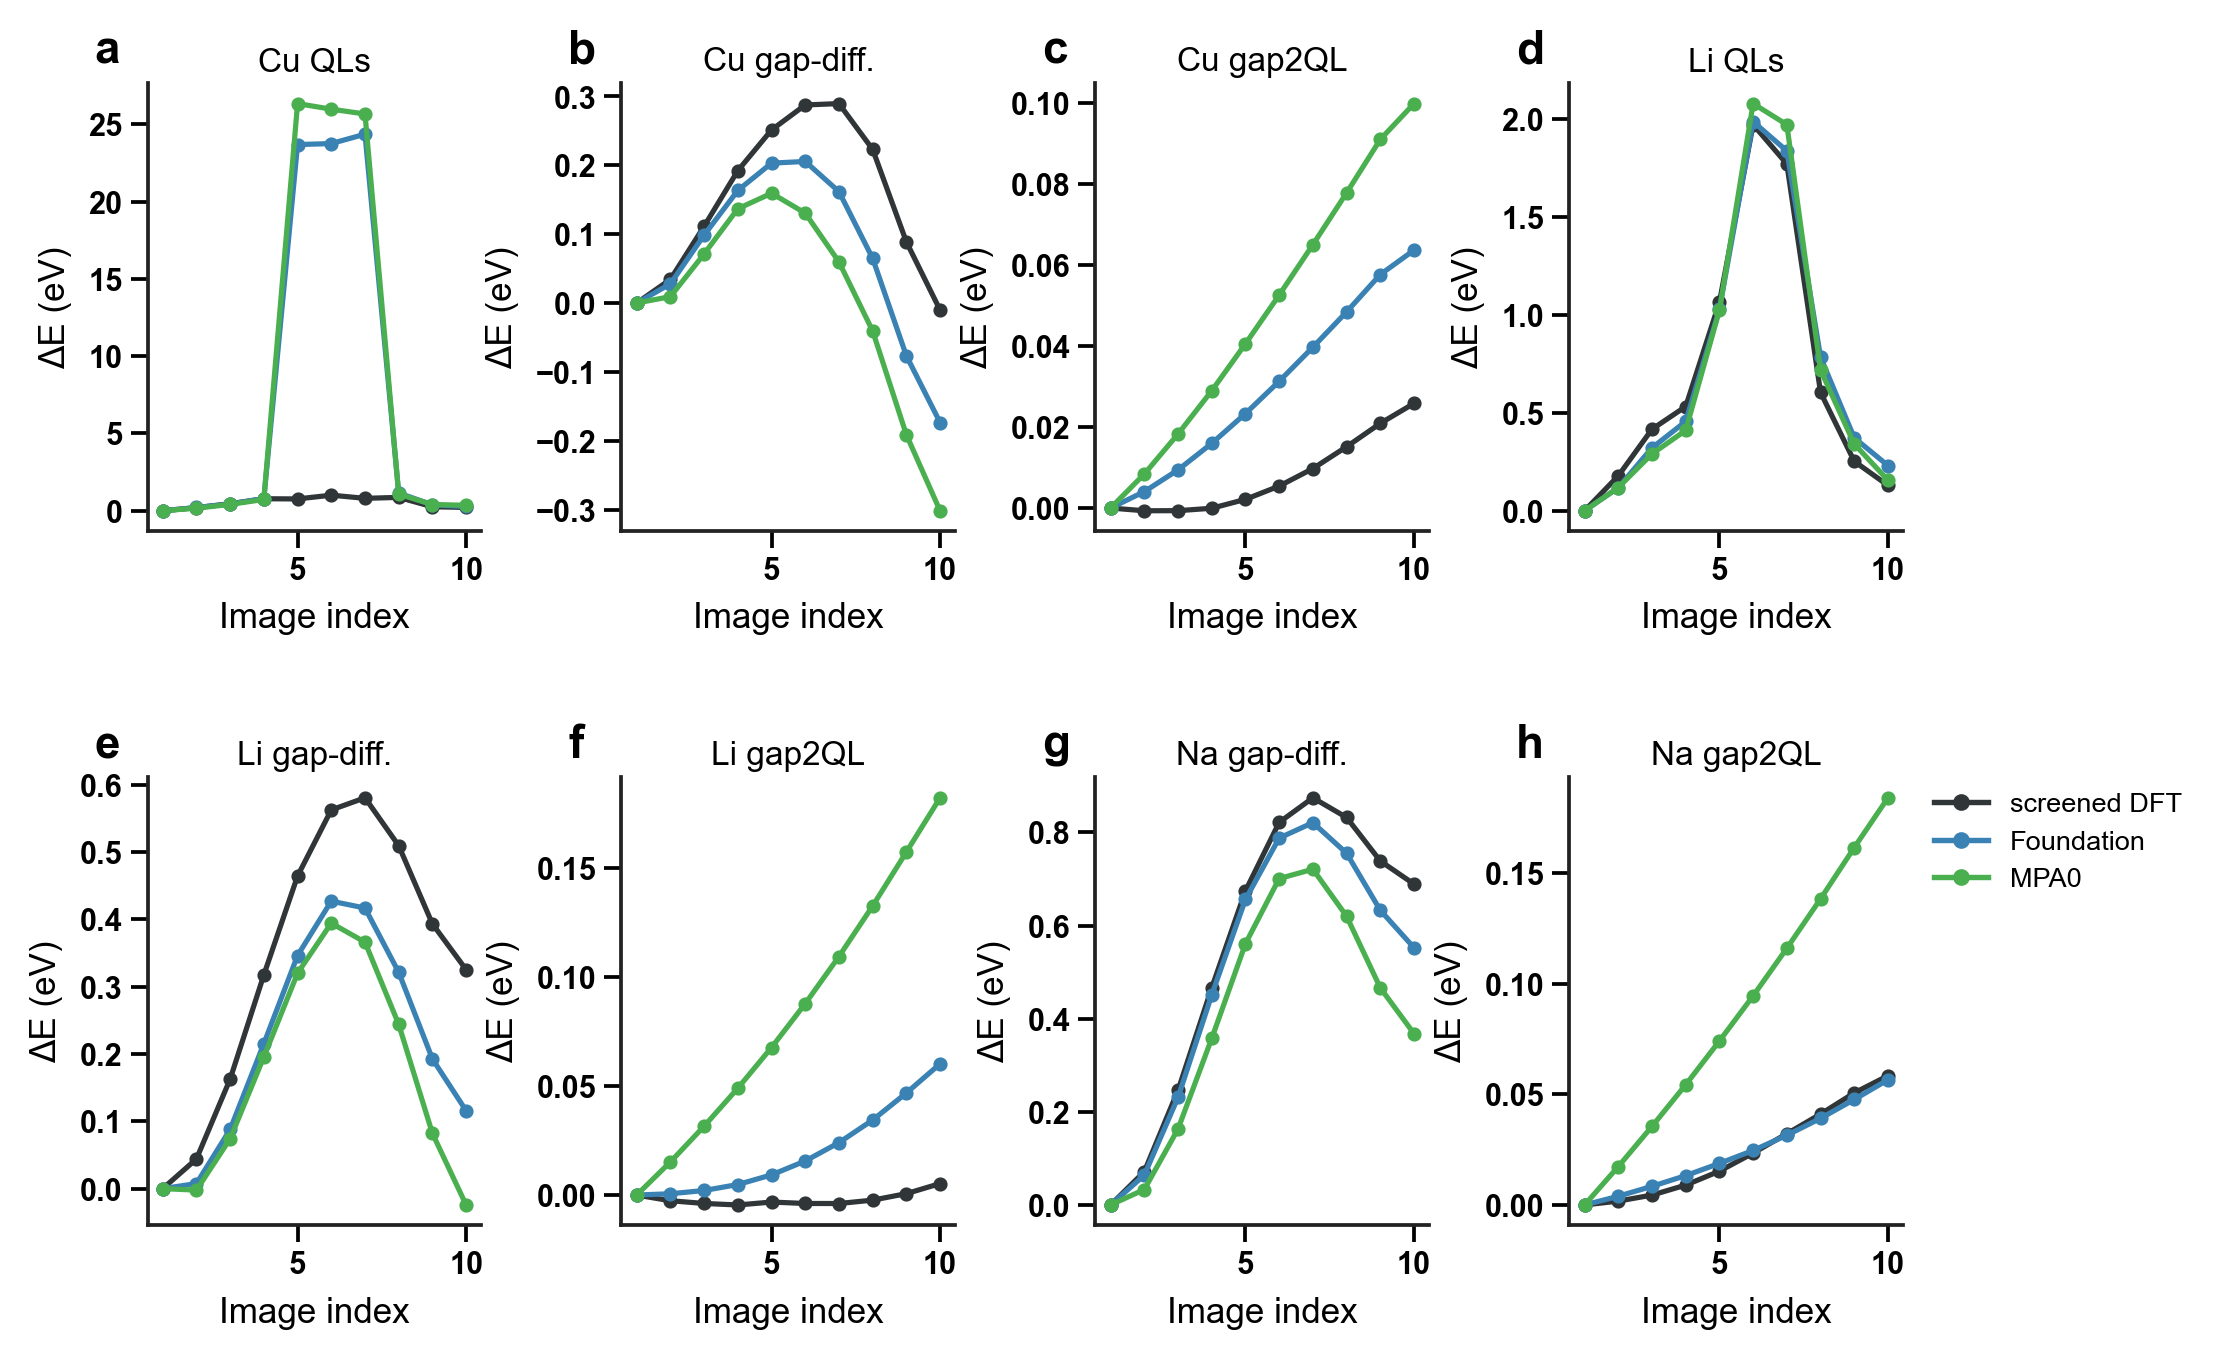 a
Cu QLs
ΔE (eV)
25
20
15
10
5
0
5
10
Image index
b
Cu gap-diff.
ΔE (eV)
0.3
0.2
0.1
0.0
−0.1
−0.2
−0.3
5
10
Image index
c
Cu gap2QL
ΔE (eV)
0.10
0.08
0.06
0.04
0.02
0.00
5
10
Image index
d
Li QLs
ΔE (eV)
2.0
1.5
1.0
0.5
0.0
5
10
Image index
e
Li gap-diff.
ΔE (eV)
0.6
0.5
0.4
0.3
0.2
0.1
0.0
5
10
Image index
f
Li gap2QL
ΔE (eV)
0.15
0.10
0.05
0.00
5
10
Image index
g
Na gap-diff.
ΔE (eV)
0.8
0.6
0.4
0.2
0.0
5
10
Image index
h
Na gap2QL
ΔE (eV)
0.15
0.10
0.05
0.00
5
10
Image index
screened DFT
Foundation
MPA0